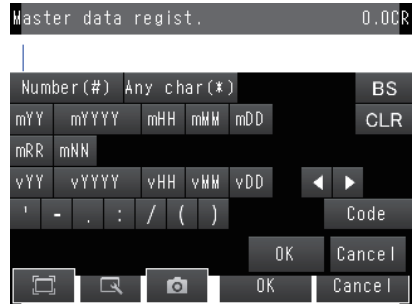 Master data regist. 0.OCR
Number(#) Any char(*) BS
mYY mYYYY mHH mMM mDD CLR
mRR mNN
vYY vYYYY vHH vMM vDD
' - . : / ( ) Code
OK Cancel
OK Cancel